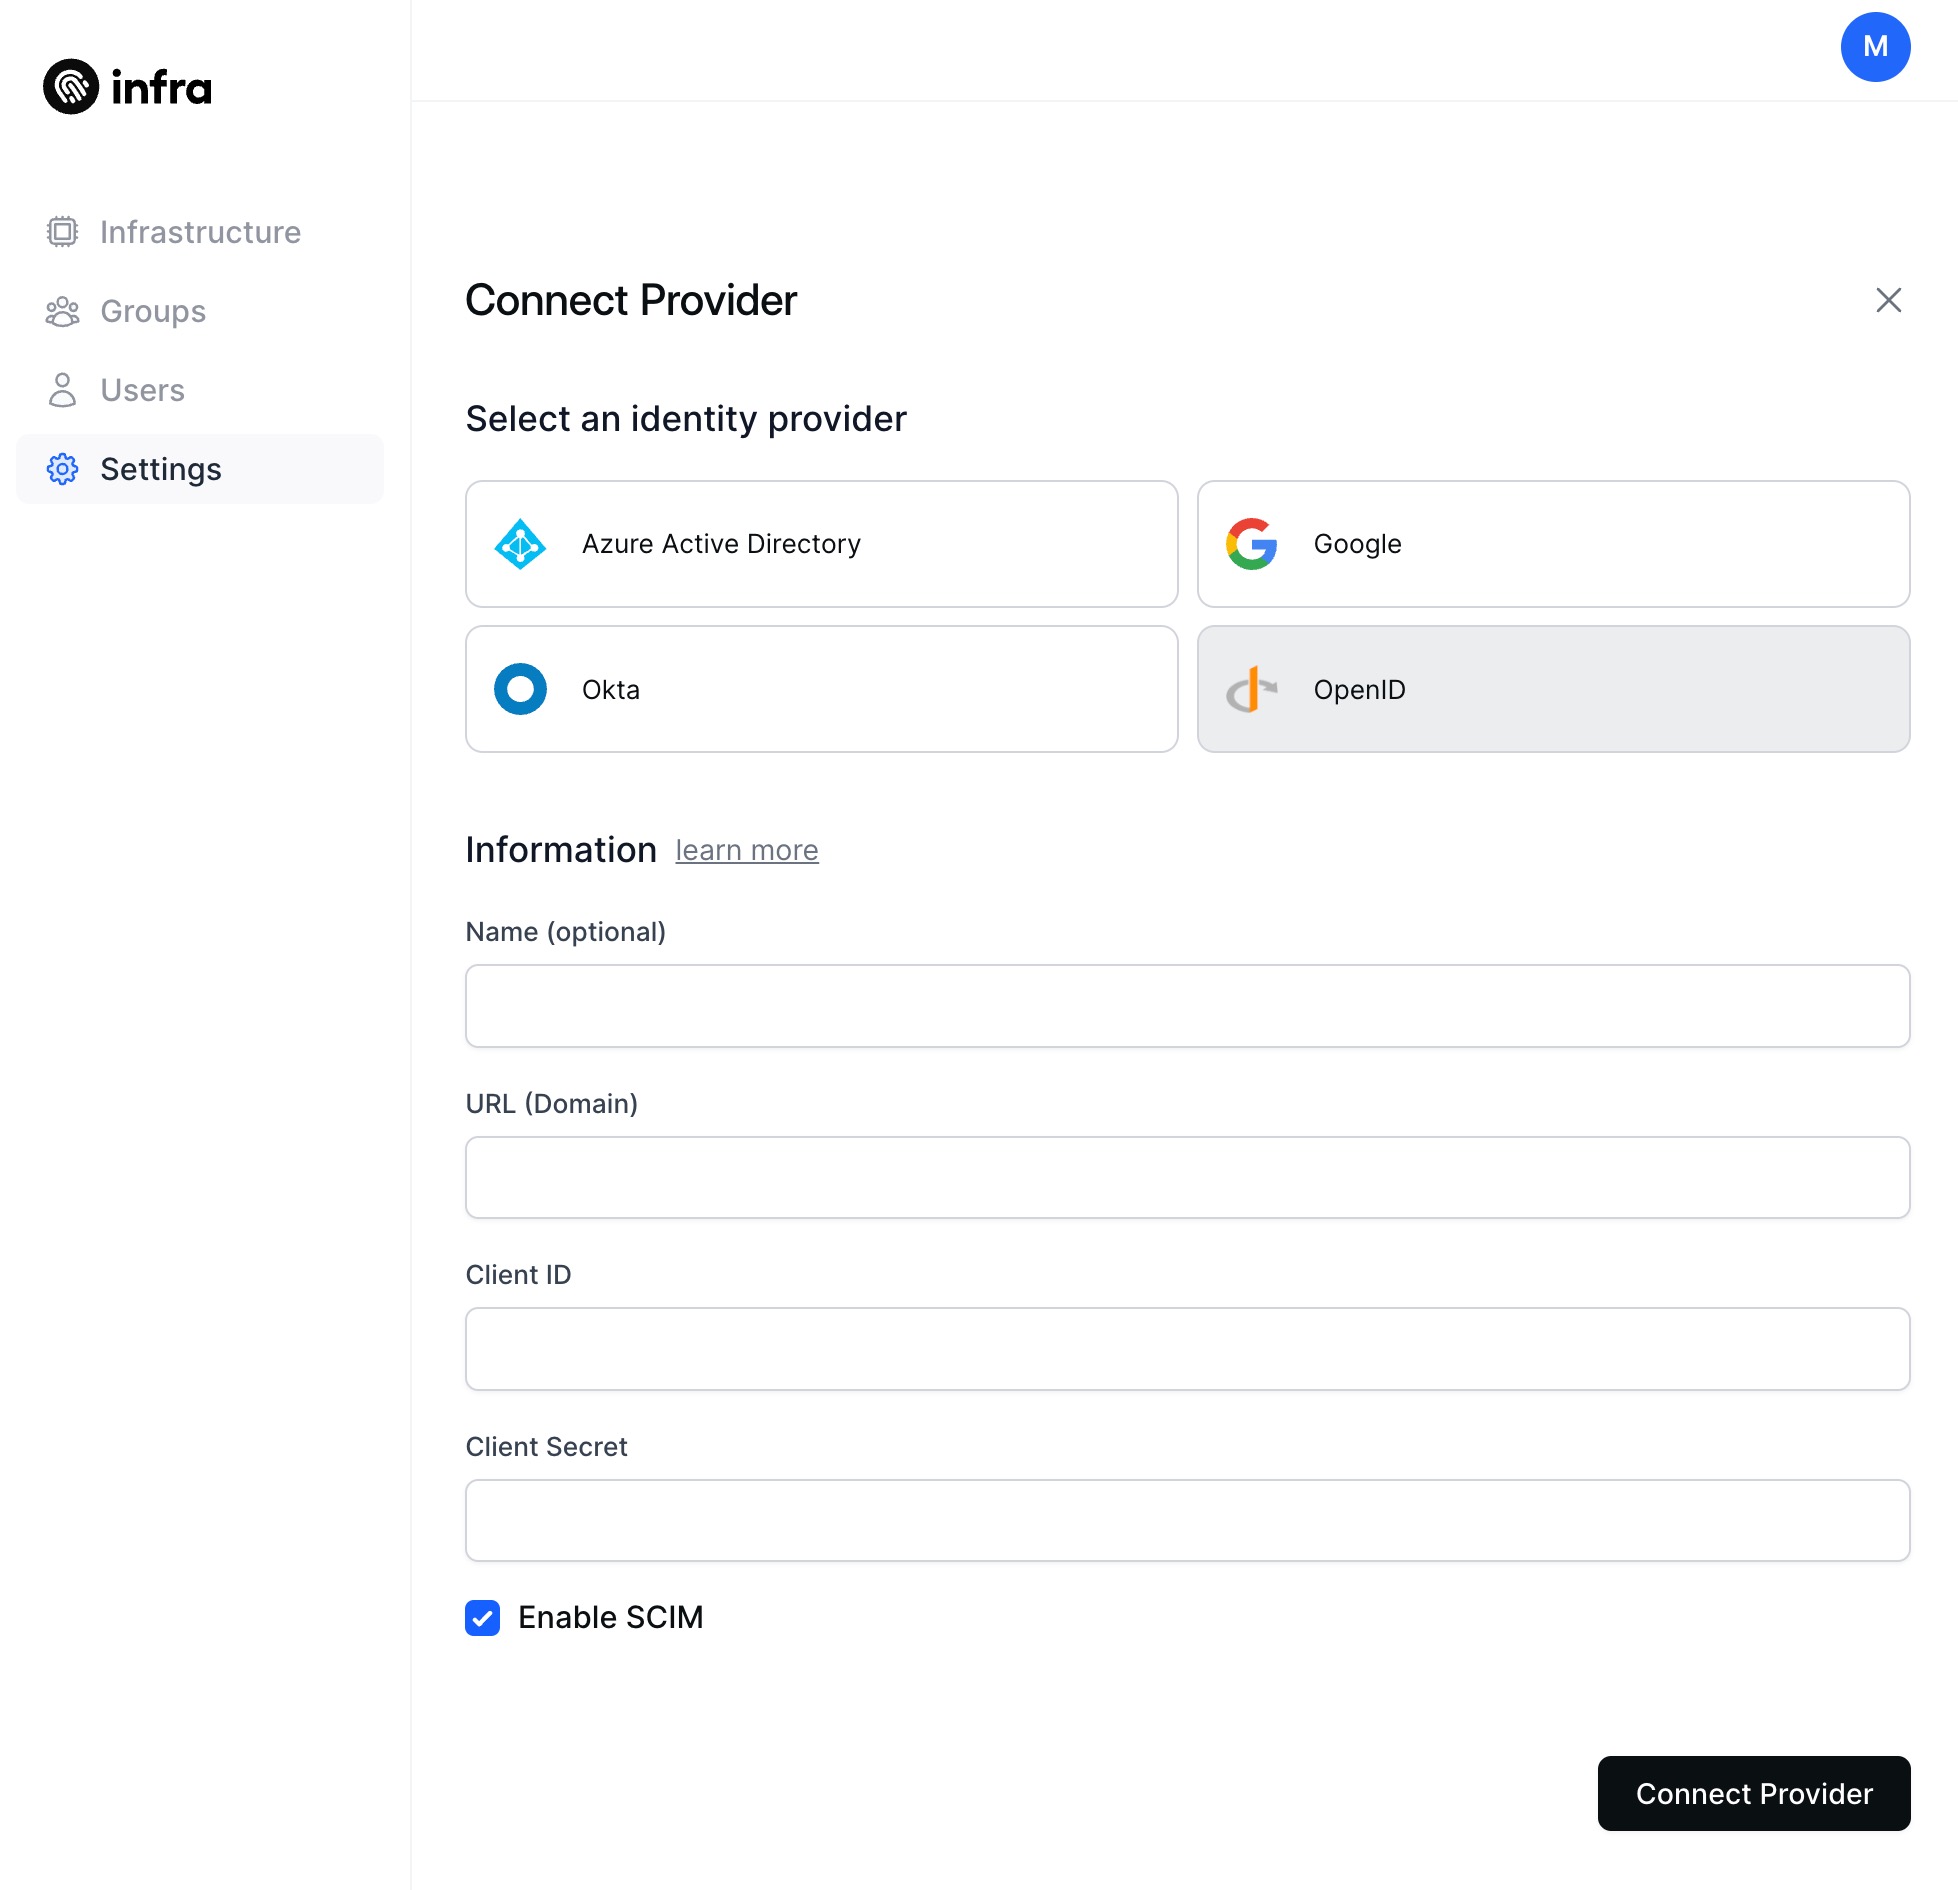 infra
M
Infrastructure
Groups
Users
Settings
Connect Provider
Select an identity provider
Azure Active Directory
Google
Okta
OpenID
Information learn more
Name (optional)
URL (Domain)
Client ID
Client Secret
Enable SCIM
Connect Provider